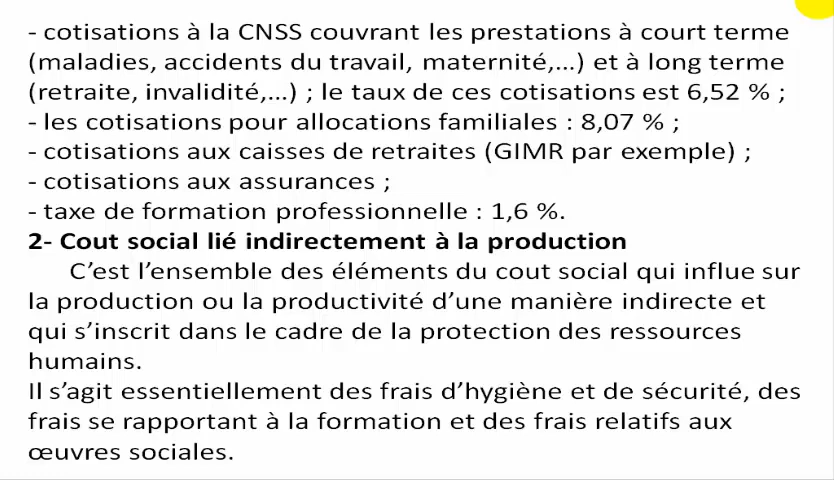 - cotisations à la CNSS couvrant les prestations à court terme
(maladies, accidents du travail, maternité,...) et à long terme
(retraite, invalidité,...) ; le taux de ces cotisations est 6,52 % ;
- les cotisations pour allocations familiales : 8,07 % ;
- cotisations aux caisses de retraites (GIMR par exemple) ;
- cotisations aux assurances ;
- taxe de formation professionnelle : 1,6 %.
2- Cout social lié indirectement à la production
C’est l’ensemble des éléments du cout social qui influe sur
la production ou la productivité d’une manière indirecte et
qui s’inscrit dans le cadre de la protection des ressources
humains.
Il s’agit essentiellement des frais d’hygiène et de sécurité, des
frais se rapportant à la formation et des frais relatifs aux
œuvres sociales.